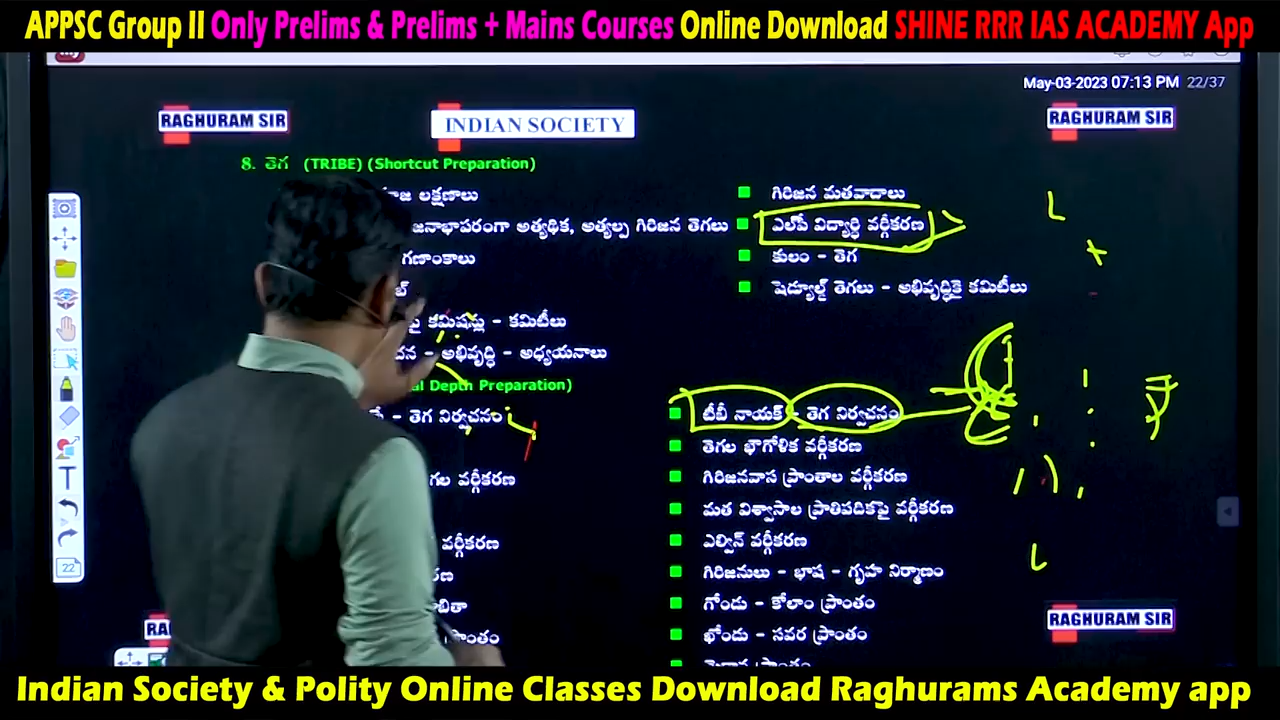 APPSC Group II Only Prelims & Prelims + Mains Courses Online Download SHINE RRR IAS ACADEMY App
May-03-2023 07:13 PM 22/37
RAGHURAM SIR
INDIAN SOCIETY
RAGHURAM SIR
8. తెగ (TRIBE) (Shortcut Preparation)
లక్షణాలు
జనాభాపరంగా అత్యధిక, అత్యల్ప గిరిజన తెగలు
గణాంకాలు
పై కమిషన్లు - కమిటీలు
- అభివృద్ధి - అధ్యయనాలు
గిరిజన మతవాదాలు
ఎల్‌పీ విద్యార్థి వర్గీకరణ
కులం - తెగ
షెడ్యూల్డ్ తెగలు - అభివృద్ధికై కమిటీలు
Depth Preparation)
- తెగ నిర్వచనం
వర్గీకరణ
వర్గీకరణ
టీబీ నాయక్ - తెగ నిర్వచనం
తెగల భౌగోళిక వర్గీకరణ
గిరిజనవాస ప్రాంతాల వర్గీకరణ
మత విశ్వాసాల ప్రాతిపదికపై వర్గీకరణ
ఎల్విన్ వర్గీకరణ
గిరిజనులు - భాష - గృహ నిర్మాణం
గోండు - కోలాం ప్రాంతం
ఖోండు - సవర ప్రాంతం
22
RAGHURAM SIR
Indian Society & Polity Online Classes Download Raghurams Academy app